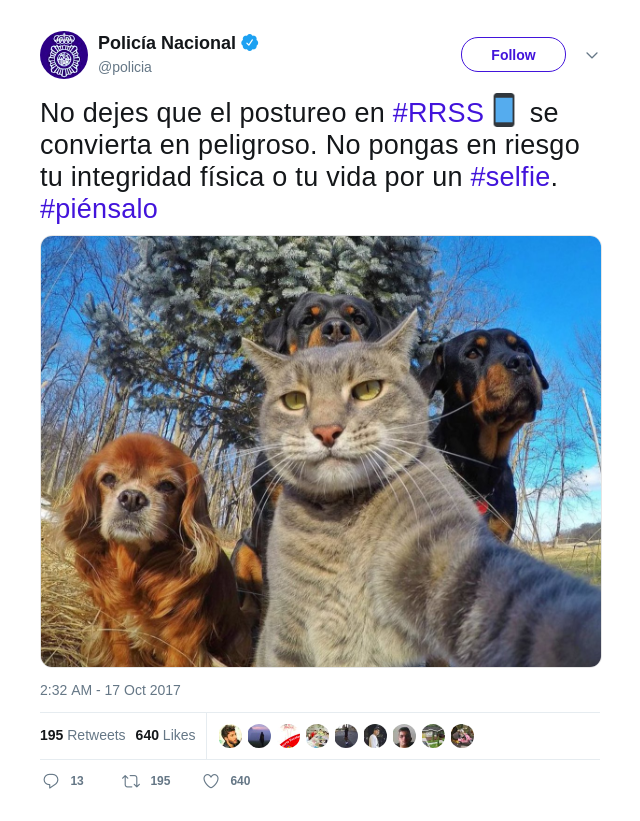 Policía Nacional
@policia
Follow
No dejes que el postureo en #RRSS 📱 se
convierta en peligroso. No pongas en riesgo
tu integridad física o tu vida por un #selfie.
#piénsalo
2:32 AM - 17 Oct 2017
195 Retweets 640 Likes
13 195 640